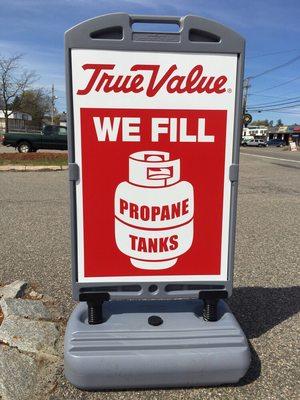 True Value®
WE FILL
PROPANE
TANKS